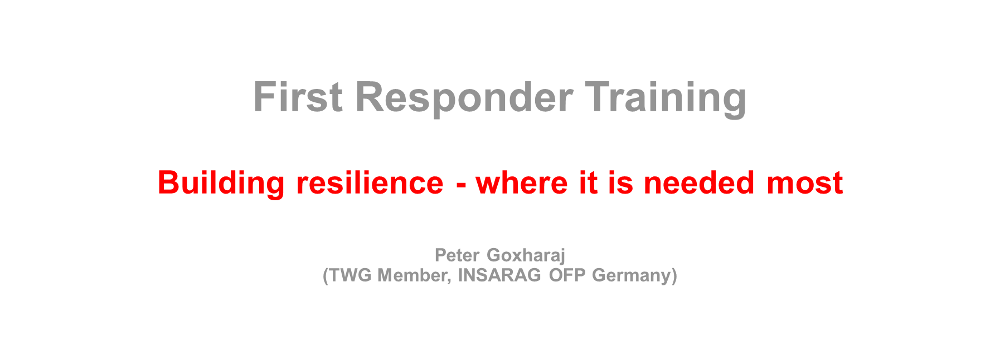 First Responder Training
Building resilience - where it is needed most
Peter Goxharaj
(TWG Member, INSARAG OFP Germany)